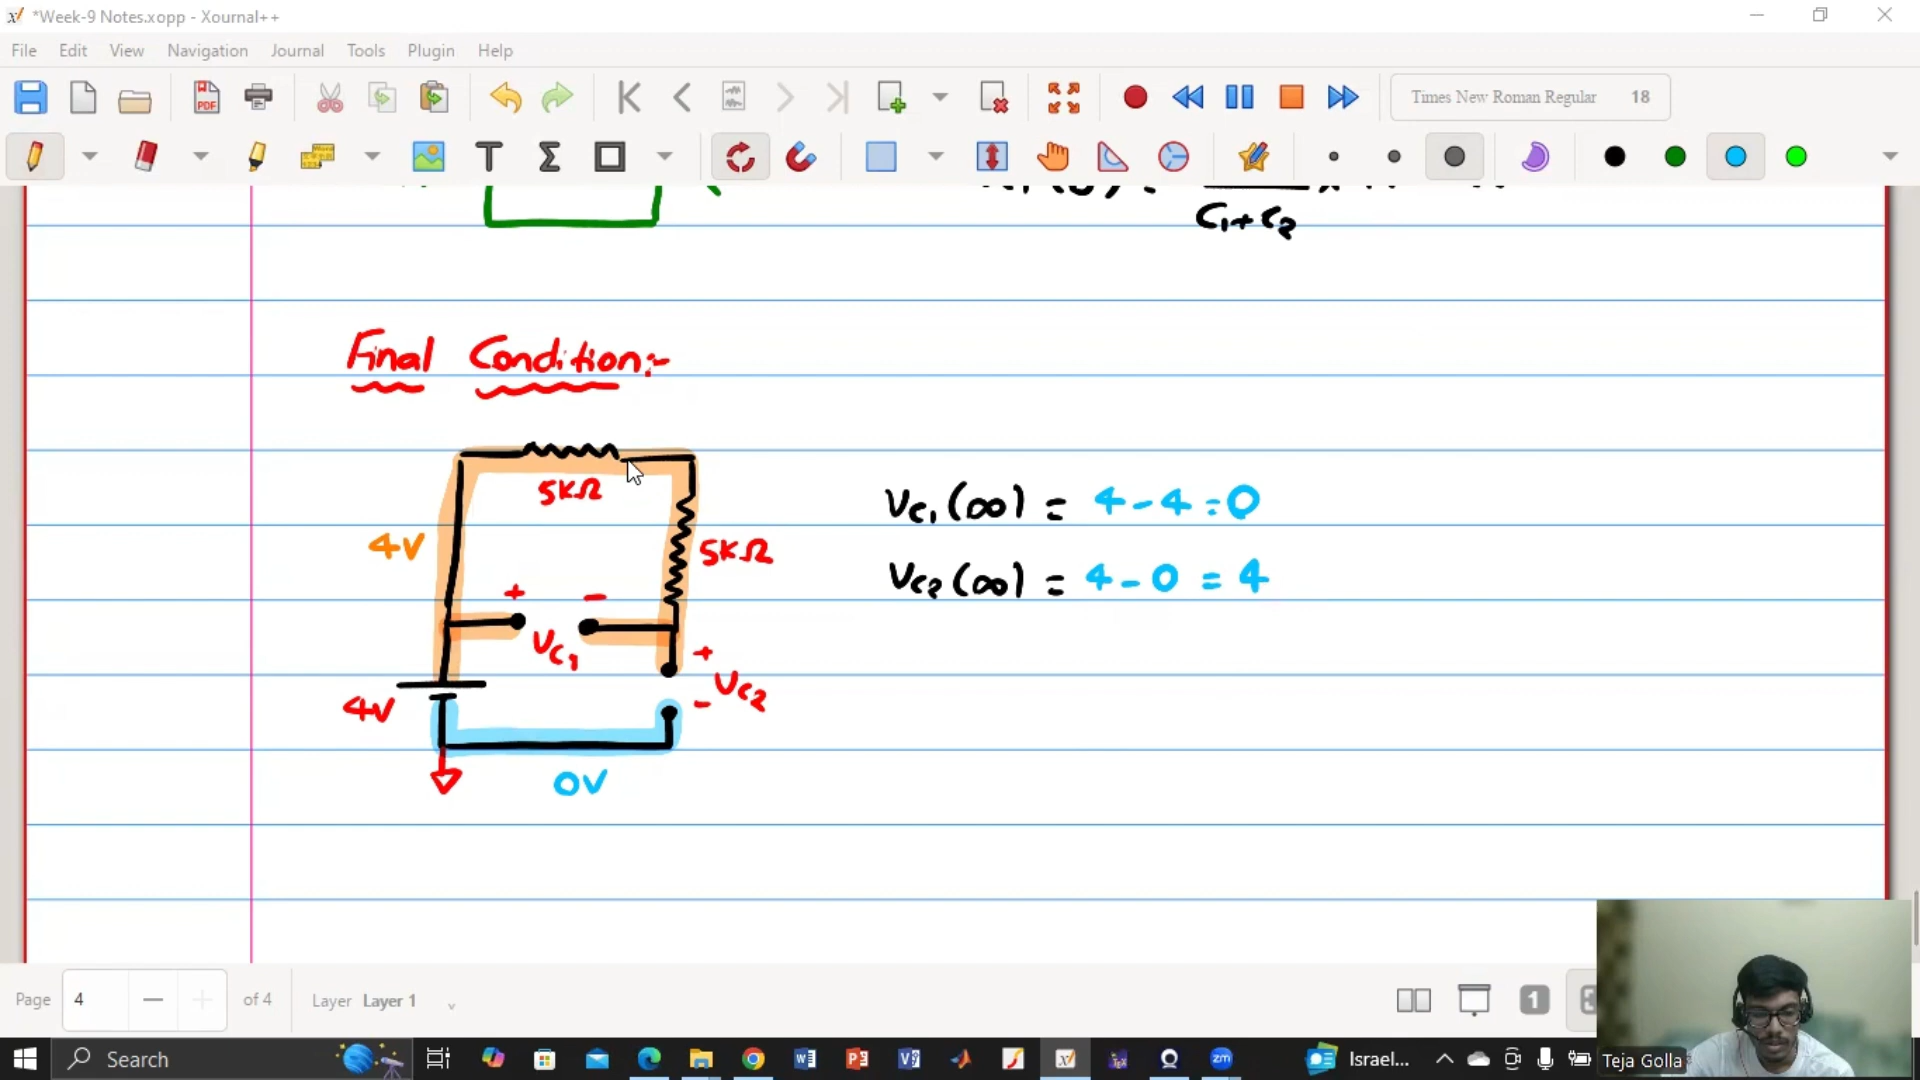 *Week-9 Notes.xopp - Xournal++
File Edit View Navigation Journal Tools Plugin Help
PDF
Times New Roman Regular 18
T Σ
C₁+C₂
Final Condition:-
5KΩ
4V
5KΩ
+ -
VC1
+
VC2
-
4V
0V
VC1(∞) = 4-4=0
VC2(∞) = 4-0 = 4
Page 4 of 4 Layer Layer 1
1
Search
Israel...
Teja Golla